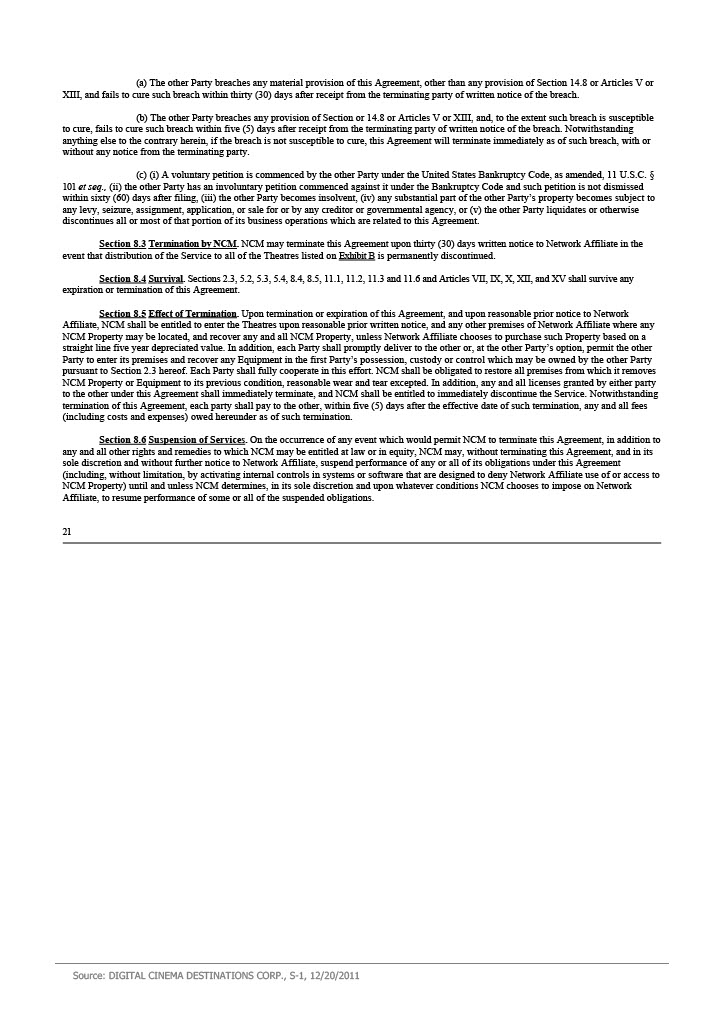 (a) The other Party breaches any material provision of this Agreement, other than any provision of Section 14.8 or Articles V or
XIII, and fails to cure such breach within thirty (30) days after receipt from the terminating party of written notice of the breach.
(b) The other Party breaches any provision of Section or 14.8 or Articles V or XIII, and, to the extent such breach is susceptible
to cure, fails to cure such breach within five (5) days after receipt from the terminating party of written notice of the breach. Notwithstanding
anything else to the contrary herein, if the breach is not susceptible to cure, this Agreement will terminate immediately as of such breach, with or
without any notice from the terminating party.
(c) (i) A voluntary petition is commenced by the other Party under the United States Bankruptcy Code, as amended, 11 U.S.C. §
101 et seq., (ii) the other Party has an involuntary petition commenced against it under the Bankruptcy Code and such petition is not dismissed
within sixty (60) days after filing, (iii) the other Party becomes insolvent, (iv) any substantial part of the other Party's property becomes subject to
any levy, seizure, assignment, application, or sale for or by any creditor or governmental agency, or (v) the other Party liquidates or otherwise
discontinues all or most of that portion of its business operations which are related to this Agreement.
Section 8.3 Termination by NCM. NCM may terminate this Agreement upon thirty (30) days written notice to Network Affiliate in the
event that distribution of the Service to all of the Theatres listed on Exhibit B is permanently discontinued.
Section 8.4 Survival. Sections 2.3, 5.2, 5.3, 5.4, 8.4, 8.5, 11.1, 11.2, 11.3 and 11.6 and Articles VII, IX, X, XII, and XV shall survive any
expiration or termination of this Agreement.
Section 8.5 Effect of Termination. Upon termination or expiration of this Agreement, and upon reasonable prior notice to Network
Affiliate, NCM shall be entitled to enter the Theatres upon reasonable prior written notice, and any other premises of Network Affiliate where any
NCM Property may be located, and recover any and all NCM Property, unless Network Affiliate chooses to purchase such Property based on a
straight line five year depreciated value. In addition, each Party shall promptly deliver to the other or, at the other Party's option, permit the other
Party to enter its premises and recover any Equipment in the first Party's possession, custody or control which may be owned by the other Party
pursuant to Section 2.3 hereof. Each Party shall fully cooperate in this effort. NCM shall be obligated to restore all premises from which it removes
NCM Property or Equipment to its previous condition, reasonable wear and tear excepted. In addition, any and all licenses granted by either party
to the other under this Agreement shall immediately terminate, and NCM shall be entitled to immediately discontinue the Service. Notwithstanding
termination of this Agreement, each party shall pay to the other, within five (5) days after the effective date of such termination, any and all fees
(including costs and expenses) owed hereunder as of such termination.
Section 8.6 Suspension of Services. On the occurrence of any event which would permit NCM to terminate this Agreement, in addition to
any and all other rights and remedies to which NCM may be entitled at law or in equity, NCM may, without terminating this Agreement, and in its
sole discretion and without further notice to Network Affiliate, suspend performance of any or all of its obligations under this Agreement
(including, without limitation, by activating internal controls in systems or software that are designed to deny Network Affiliate use of or access to
NCM Property) until and unless NCM determines, in its sole discretion and upon whatever conditions NCM chooses to impose on Network
Affiliate, to resume performance of some or all of the suspended obligations.
21
Source: DIGITAL CINEMA DESTINATIONS CORP., S-1, 12/20/2011